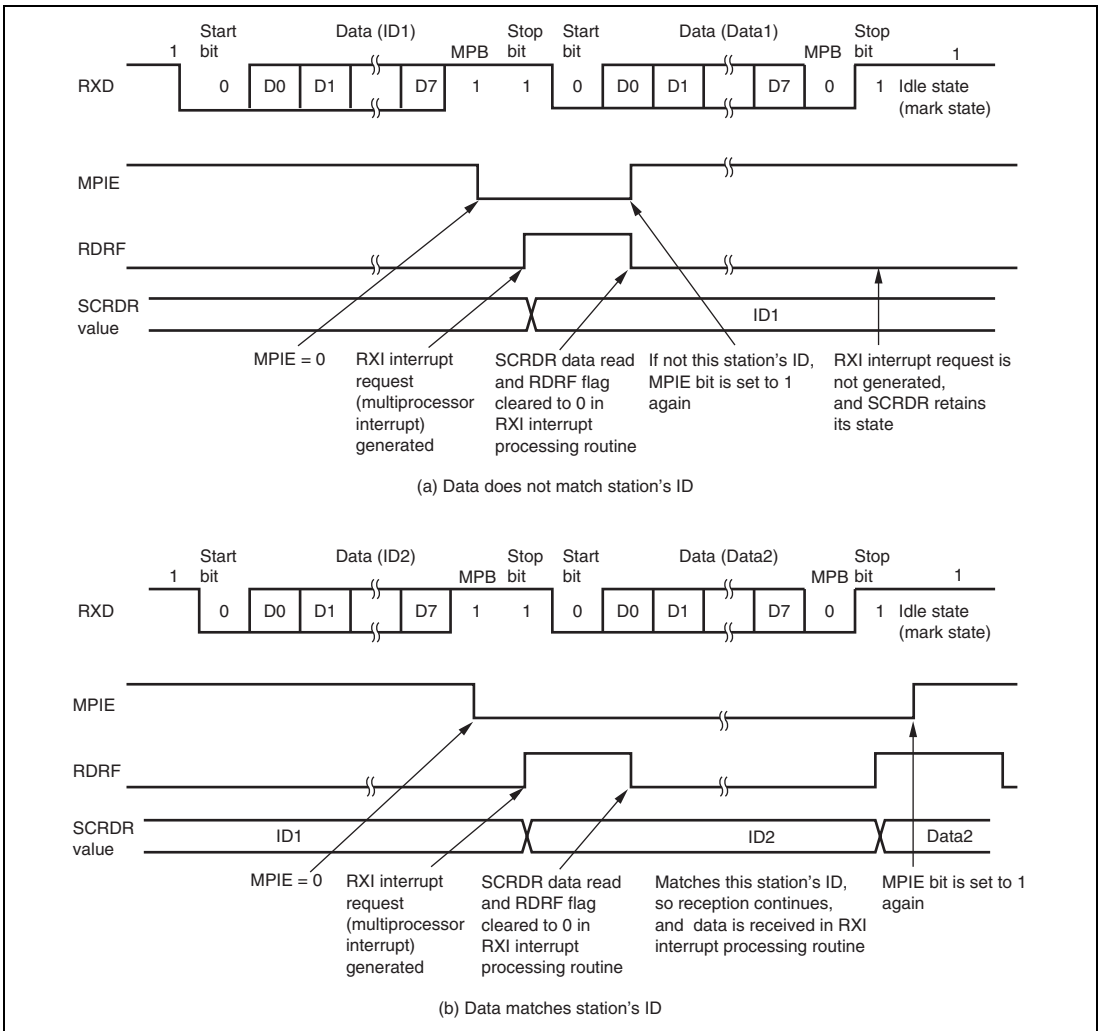 Start bit
Data (ID1)
Stop bit
Start bit
Data (Data1)
Stop bit
1
MPB
MPB
1
RXD
0 D0 D1 D7 1 1 0 D0 D1 D7 0 1
Idle state
(mark state)
MPIE
RDRF
SCRDR
value
ID1
MPIE = 0
RXI interrupt
request
(multiprocessor
interrupt)
generated
SCRDR data read
and RDRF flag
cleared to 0 in
RXI interrupt
processing routine
If not this station's ID,
MPIE bit is set to 1
again
RXI interrupt request is
not generated,
and SCRDR retains
its state
(a) Data does not match station's ID
Start bit
Data (ID2)
Stop bit
Start bit
Data (Data2)
Stop bit
1
MPB
MPB
1
RXD
0 D0 D1 D7 1 1 0 D0 D1 D7 0 1
Idle state
(mark state)
MPIE
RDRF
SCRDR
value
ID1
ID2
Data2
MPIE = 0
RXI interrupt
request
(multiprocessor
interrupt)
generated
SCRDR data read
and RDRF flag
cleared to 0 in
RXI interrupt
processing routine
Matches this station's ID,
so reception continues,
and data is received in RXI
interrupt processing routine
MPIE bit is set to 1
again
(b) Data matches station's ID